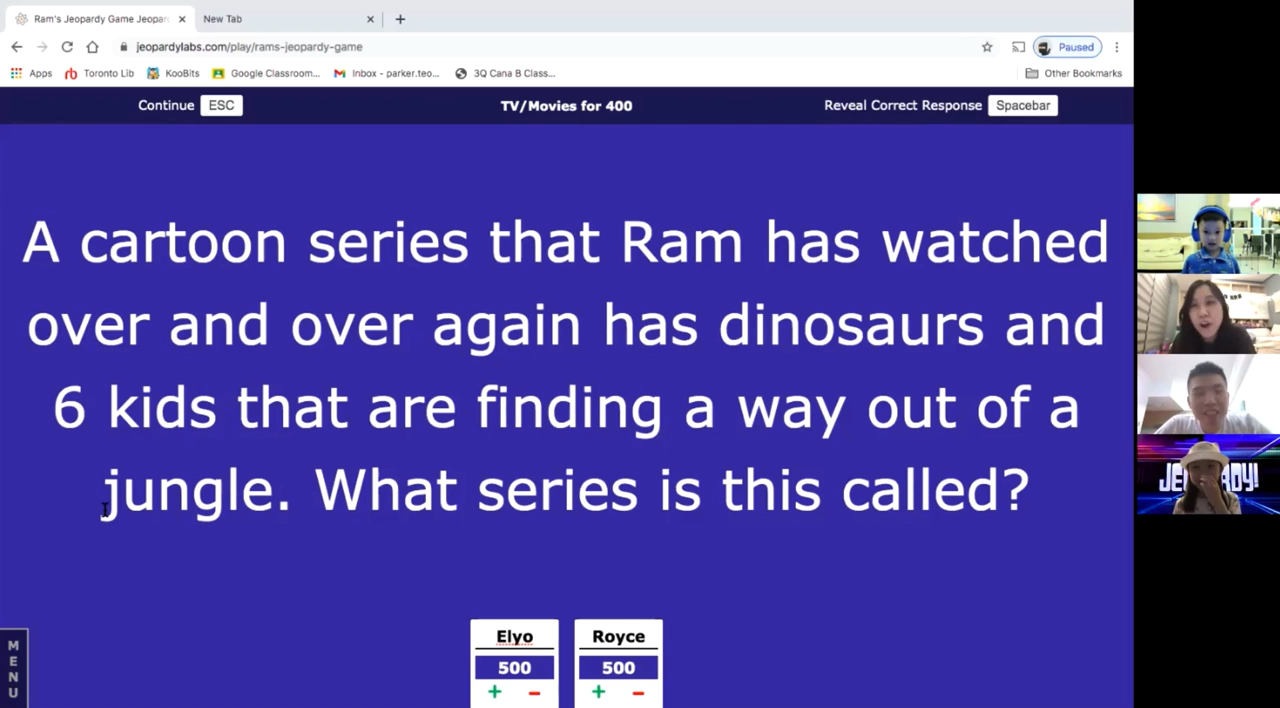 Ram's Jeopardy Game Jeopar
New Tab
jeopardylabs.com/play/rams-jeopardy-game
Paused
Apps
Toronto Lib
KooBits
Google Classroom...
Inbox - parker.teo...
3Q Cana B Class...
Other Bookmarks
Continue ESC
TV/Movies for 400
Reveal Correct Response Spacebar
A cartoon series that Ram has watched
over and over again has dinosaurs and
6 kids that are finding a way out of a
jungle. What series is this called?
MENU
Elyo
500
+ −
Royce
500
+ −